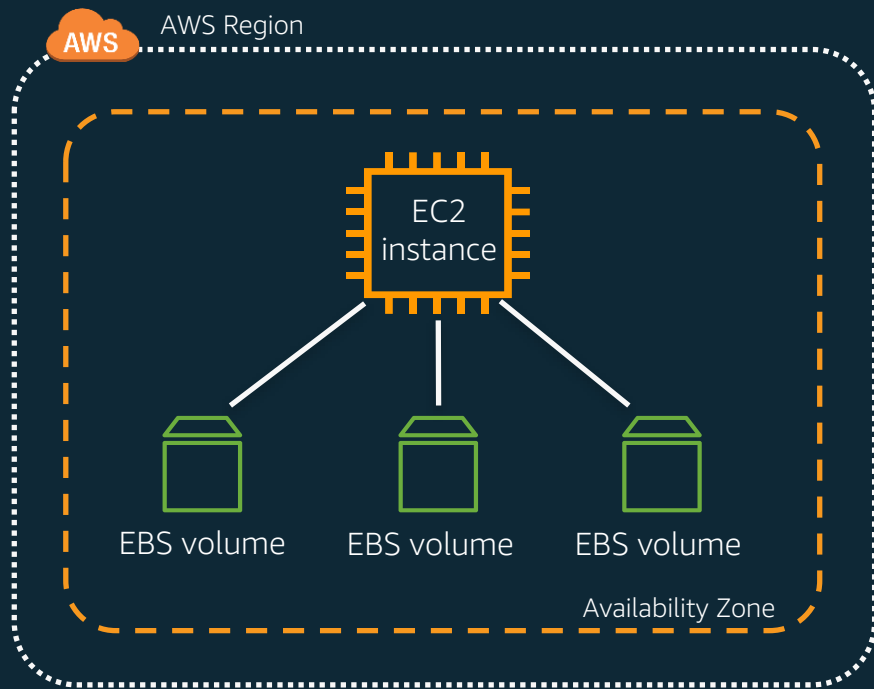 AWS
AWS Region
EC2
instance
EBS volume
EBS volume
EBS volume
Availability Zone